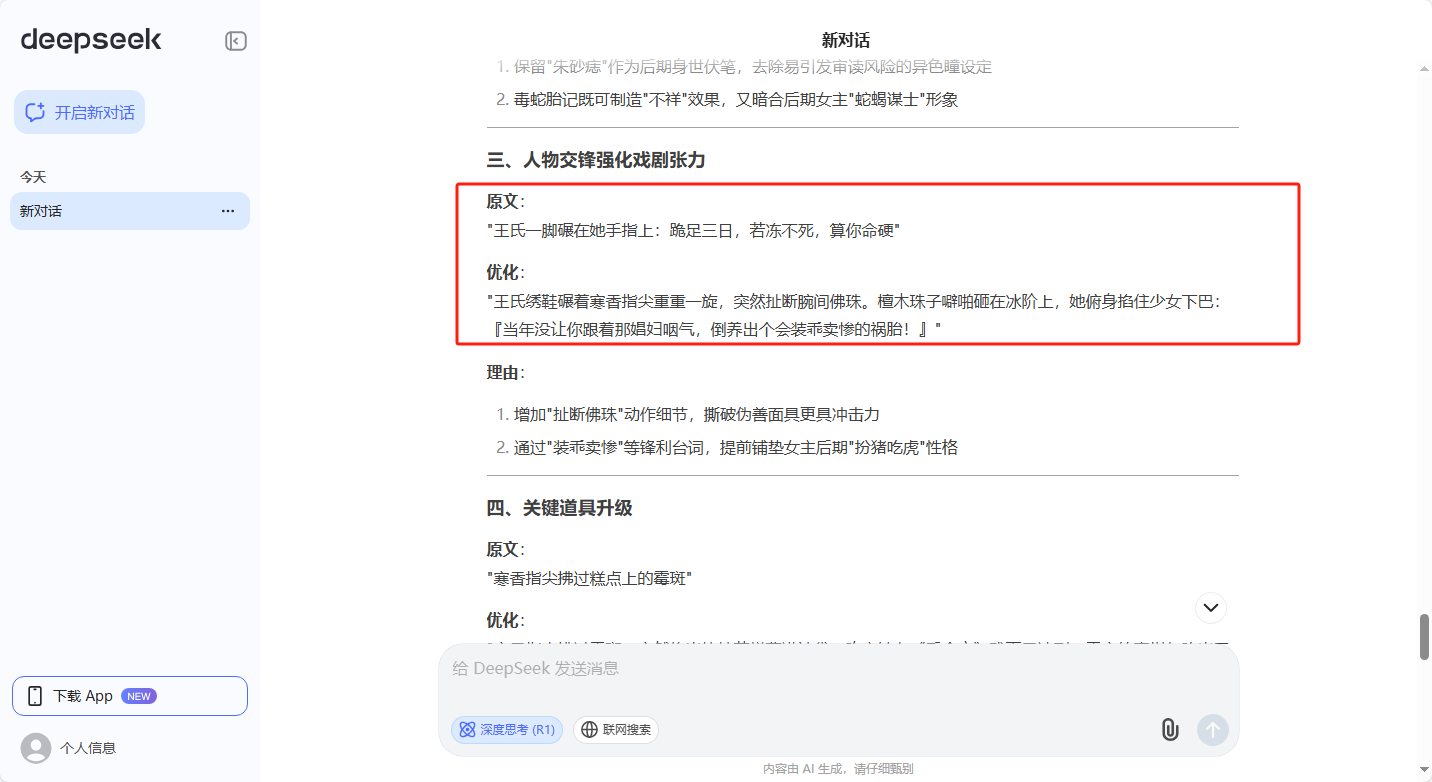 deepseek
开启新对话
今天
新对话
下载 App NEW
个人信息
新对话
1. 保留"朱砂痣"作为后期身世伏笔，去除易引发审读风险的异色瞳设定
2. 毒蛇胎记既可制造"不祥"效果，又暗合后期女主"蛇蝎谋士"形象
三、人物交锋强化戏剧张力
原文：
"王氏一脚碾在她手指上：跪足三日，若冻不死，算你命硬"
优化：
"王氏绣鞋碾着寒香指尖重重一旋，突然扯断腕间佛珠。檀木珠子噼啪砸在冰阶上，她俯身掐住少女下巴：
『当年没让你跟着那娼妇咽气，倒养出个会装乖卖惨的祸胎！』"
理由：
1. 增加"扯断佛珠"动作细节，撕破伪善面具更具冲击力
2. 通过"装乖卖惨"等锋利台词，提前铺垫女主后期"扮猪吃虎"性格
四、关键道具升级
原文：
"寒香指尖拂过糕点上的霉斑"
优化：
给 DeepSeek 发送消息
深度思考 (R1)
联网搜索
内容由 AI 生成，请仔细甄别